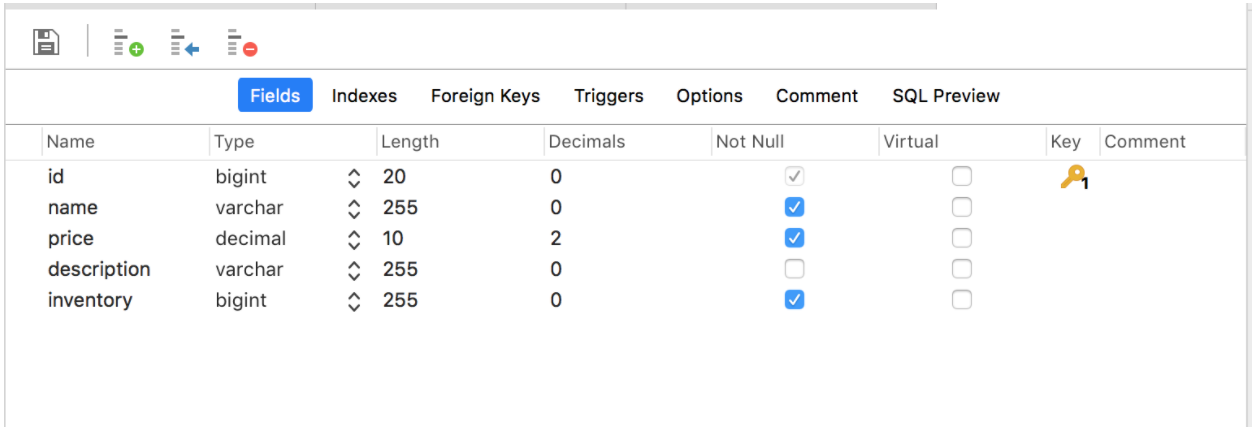 Fields Indexes Foreign Keys Triggers Options Comment SQL Preview
Name Type Length Decimals Not Null Virtual Key Comment
id bigint 20 0 1
name varchar 255 0
price decimal 10 2
description varchar 255 0
inventory bigint 255 0